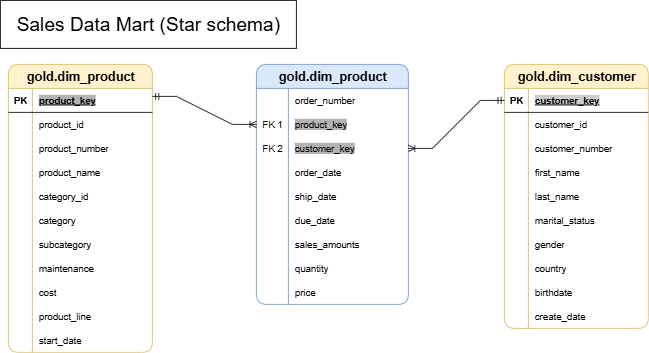 Sales Data Mart (Star schema)
gold.dim_product
PK product_key
product_id
product_number
product_name
category_id
category
subcategory
maintenance
cost
product_line
start_date
gold.dim_product
order_number
FK 1 product_key
FK 2 customer_key
order_date
ship_date
due_date
sales_amounts
quantity
price
gold.dim_customer
PK customer_key
customer_id
customer_number
first_name
last_name
marital_status
gender
country
birthdate
create_date